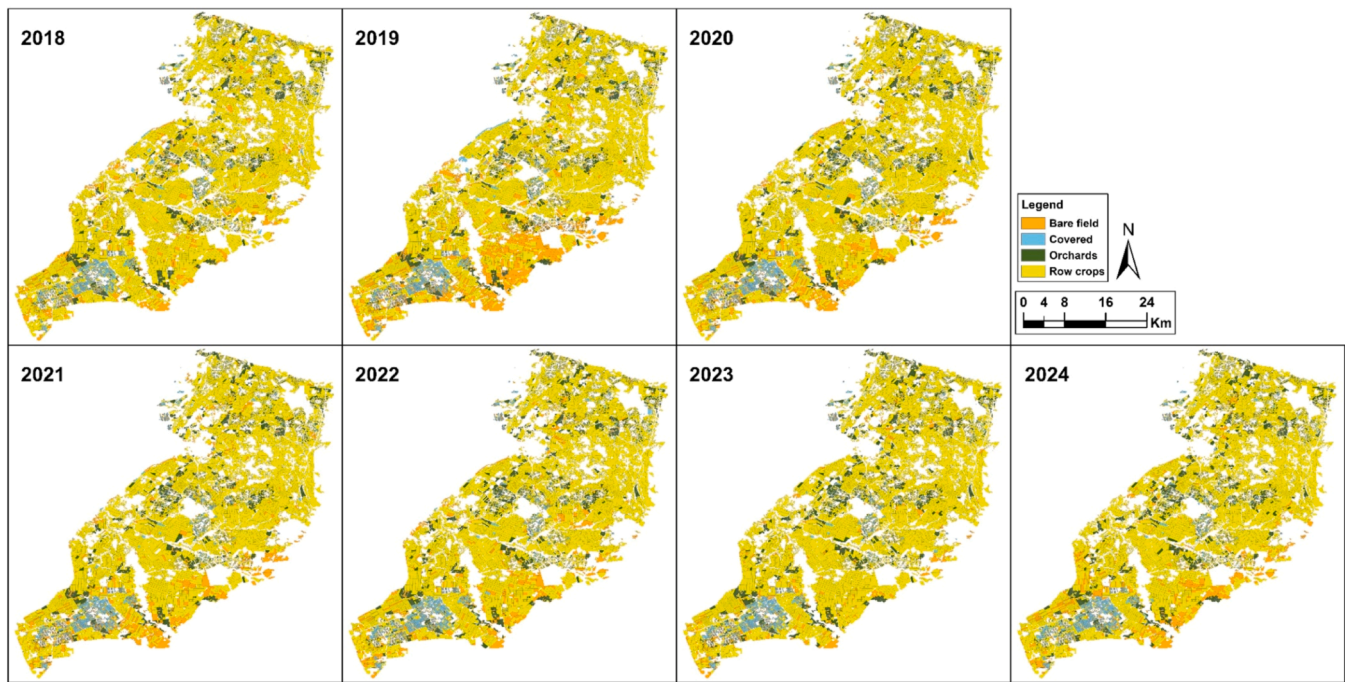 2018
2019
2020
Legend
Bare field
Covered
Orchards
Row crops
N
0 4 8 16 24
Km
2021
2022
2023
2024